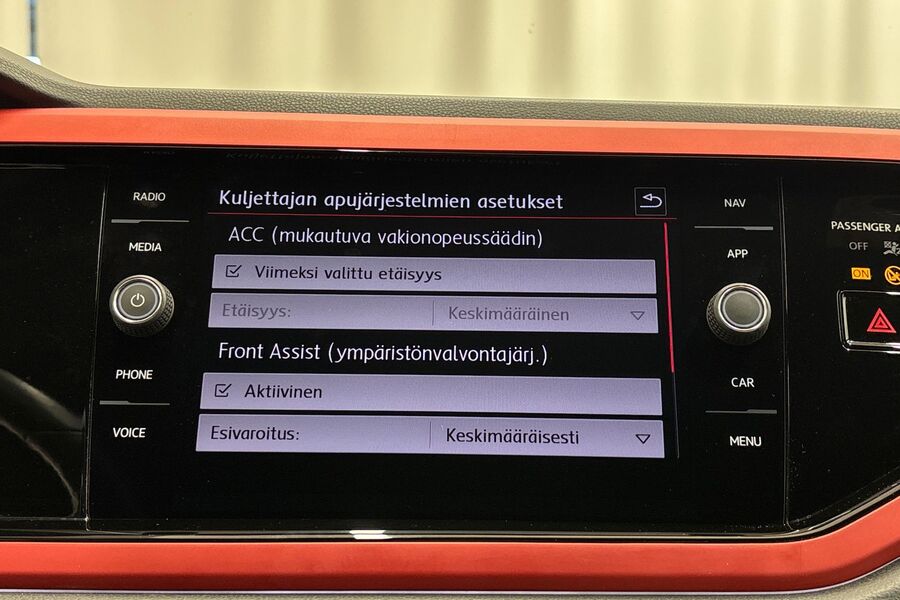 RADIO
MEDIA
PHONE
VOICE
Kuljettajan apujärjestelmien asetukset
ACC (mukautuva vakionopeussäädin)
Viimeksi valittu etäisyys
Etäisyys: Keskimääräinen
Front Assist (ympäristönvalvontajärj.)
Aktiivinen
Esivaroitus: Keskimääräisesti
NAV
APP
CAR
MENU
PASSENGER A
OFF
ON